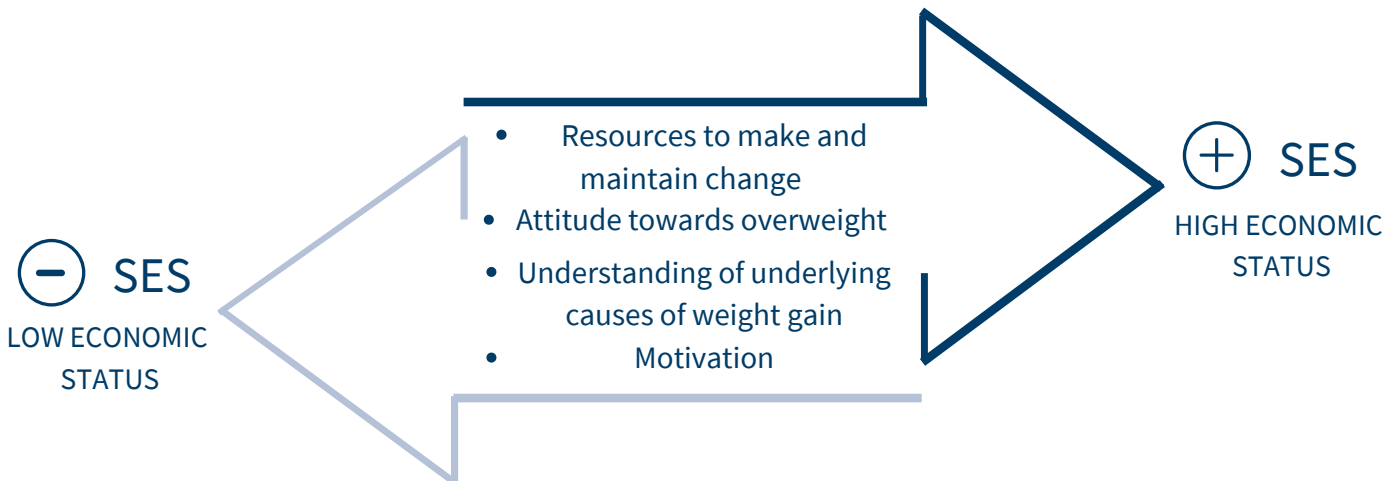 • Resources to make and
maintain change
• Attitude towards overweight
• Understanding of underlying
causes of weight gain
• Motivation
+ SES
HIGH ECONOMIC
STATUS
- SES
LOW ECONOMIC
STATUS